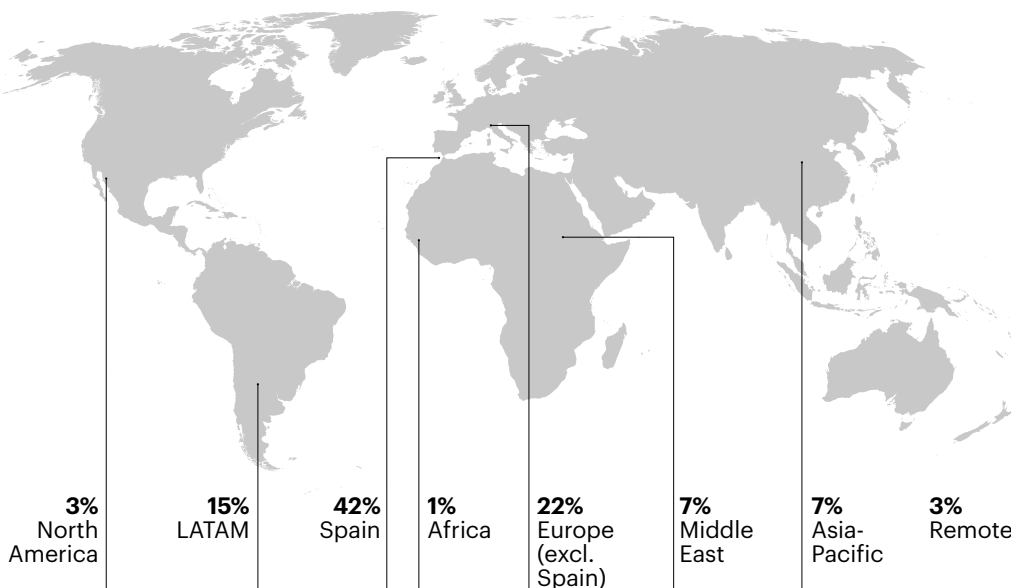 3%
North
America
15%
LATAM
42%
Spain
1%
Africa
22%
Europe
(excl.
Spain)
7%
Middle
East
7%
Asia-
Pacific
3%
Remote